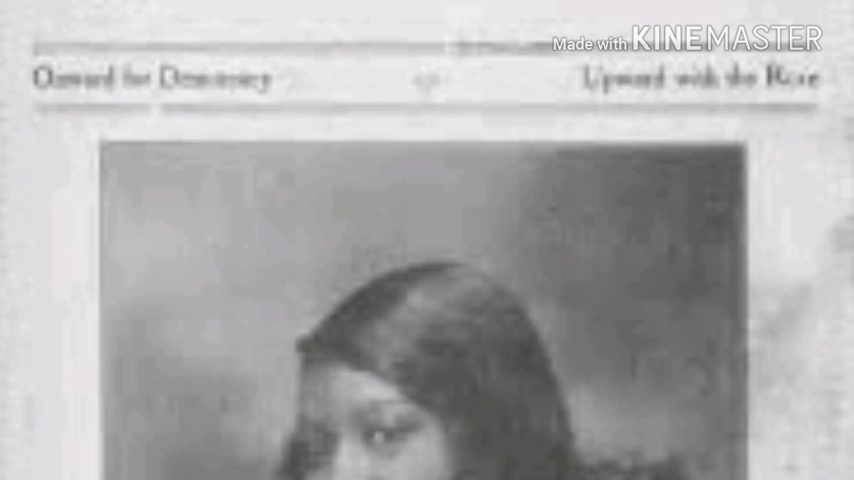 Made with KINEMASTER
Onward for Democracy
Upward with the Race